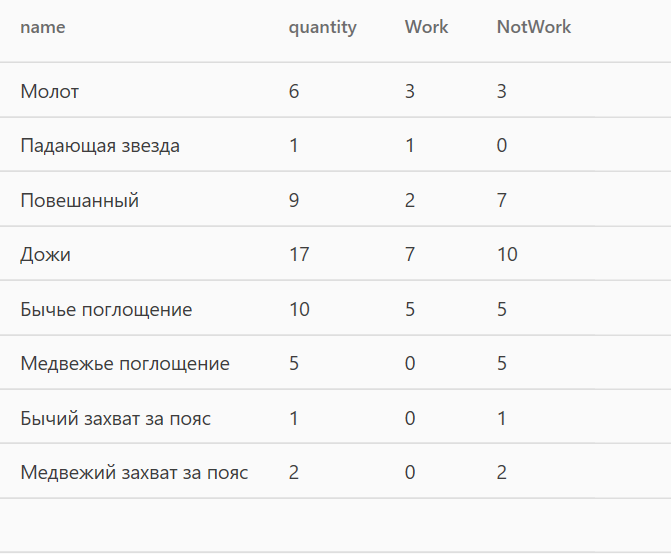 name quantity Work NotWork
Молот 6 3 3
Падающая звезда 1 1 0
Повешанный 9 2 7
Дожи 17 7 10
Бычье поглощение 10 5 5
Медвежье поглощение 5 0 5
Бычий захват за пояс 1 0 1
Медвежий захват за пояс 2 0 2